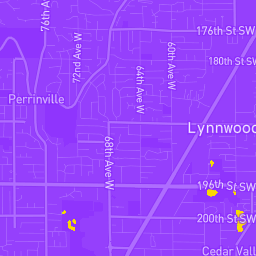 76th A
176th St SW
72nd Ave W
60th Ave W
180th St SW
64th Ave W
Perrinville
Lynnwood
68th Ave W
196th St SW
200th St SW
Cedar Vall